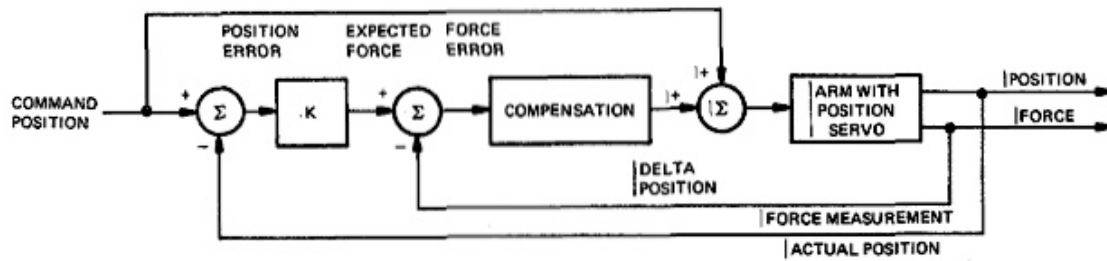 POSITION
ERROR
EXPECTED
FORCE
FORCE
ERROR
COMMAND
POSITION
+
Σ
−
.K
+
Σ
−
COMPENSATION
+
+
Σ
ARM WITH
POSITION
SERVO
POSITION
FORCE
DELTA
POSITION
FORCE MEASUREMENT
ACTUAL POSITION